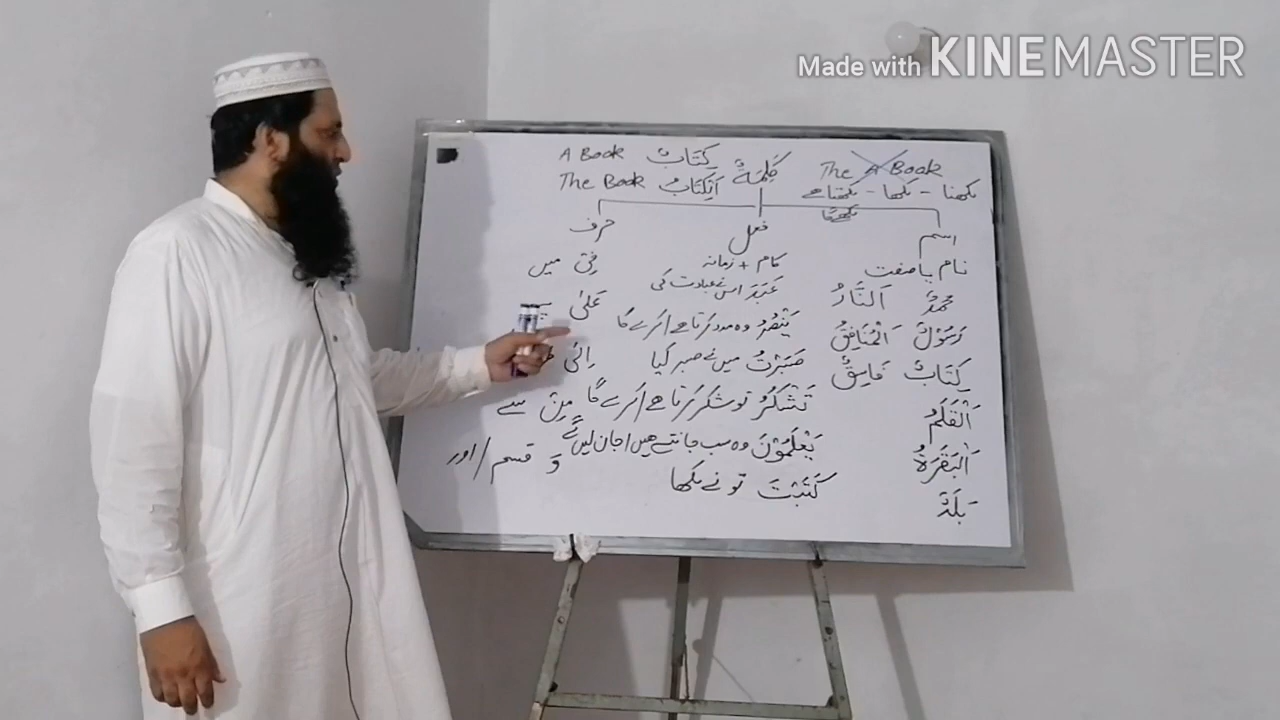 Made with KINEMASTER
The A Book
كِتَابٌ A Book
كَلِمَةٌ
اَلْكِتَابُ The Book
لکھنا - لکھا - لکھتا ہے
لکھے گا
اسم
فعل
حرف
نام یا صفت
کام + زمانہ
فِیْ میں
مُحَمَّدٌ اَلنَّارُ
عَبَدَ اس نے عبادت کی
عَلٰی
رَسُوْلٌ اَلْمُنَافِقُ
يَنْصُرُ وہ مدد کرتا ہے / کرے گا
كِتَابٌ فَاسِقٌ
صَبَرْتُ میں نے صبر کیا
اِلٰی
اَلْقَلَمُ
تَشْكُرُ تو شکر کرتا ہے / کرے گا
مِنْ سے
اَلْبَقَرَةُ
يَعْلَمُوْنَ وہ سب جانتے ہیں / جان لیں گے
وَ قسم / اور
بَلَدٌ
كَتَبْتَ تو نے لکھا